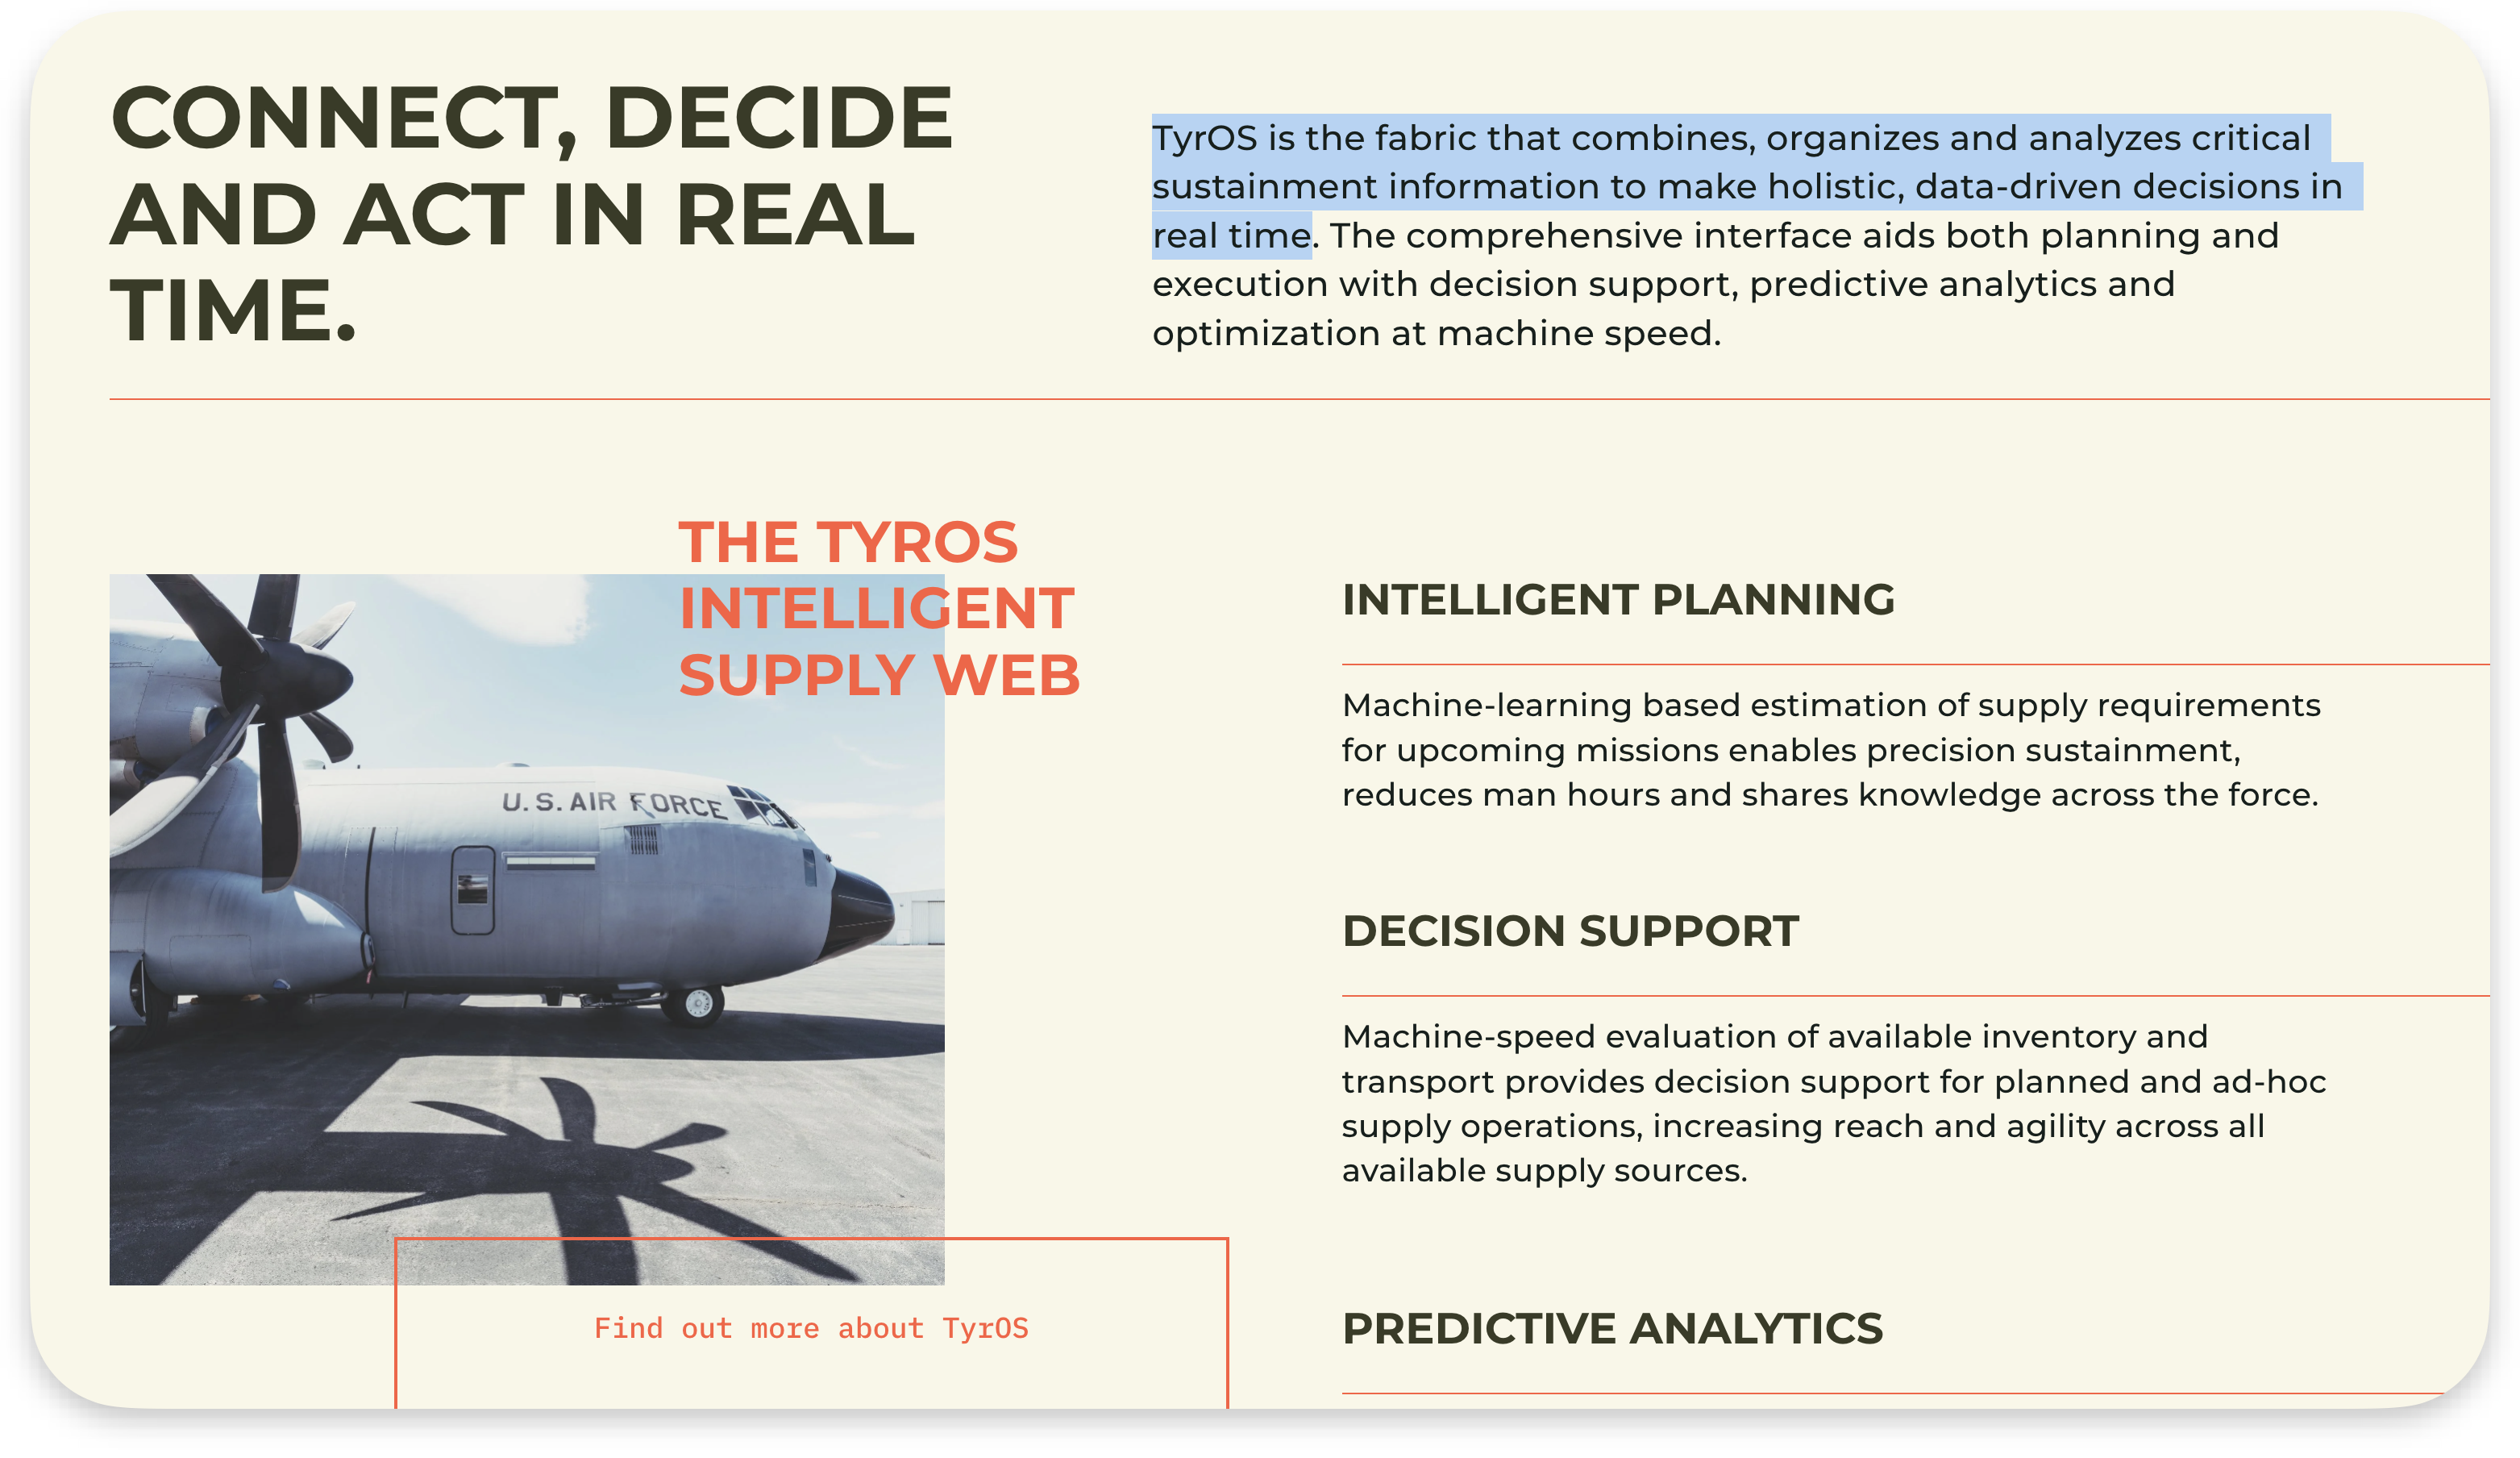 CONNECT, DECIDE
AND ACT IN REAL
TIME.
TyrOS is the fabric that combines, organizes and analyzes critical
sustainment information to make holistic, data-driven decisions in
real time. The comprehensive interface aids both planning and
execution with decision support, predictive analytics and
optimization at machine speed.
THE TYROS
INTELLIGENT
SUPPLY WEB
U.S. AIR FORCE
Find out more about TyrOS
INTELLIGENT PLANNING
Machine-learning based estimation of supply requirements
for upcoming missions enables precision sustainment,
reduces man hours and shares knowledge across the force.
DECISION SUPPORT
Machine-speed evaluation of available inventory and
transport provides decision support for planned and ad-hoc
supply operations, increasing reach and agility across all
available supply sources.
PREDICTIVE ANALYTICS